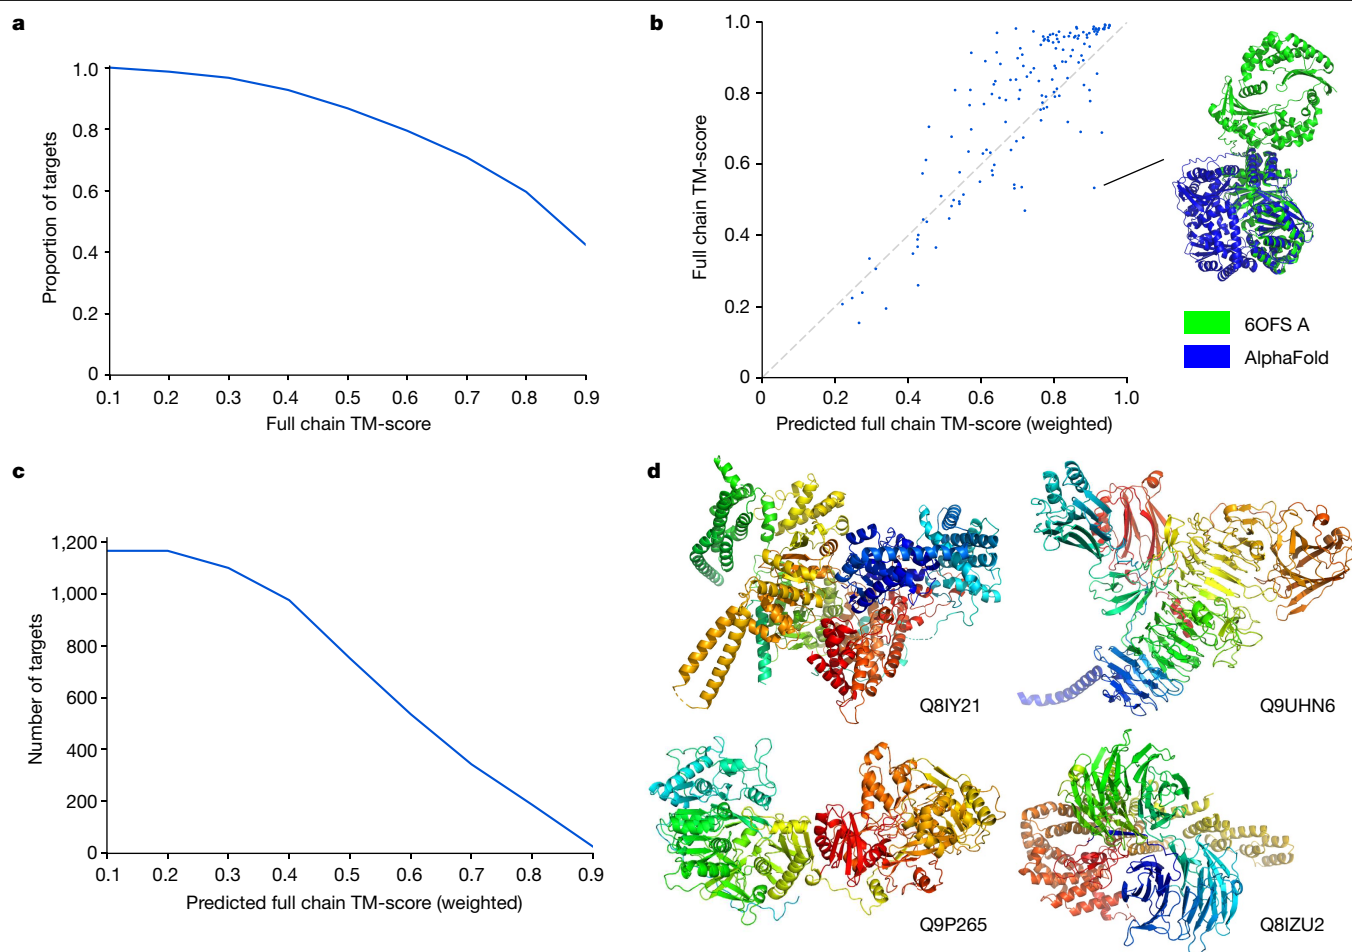 a
1.0
0.8
0.6
0.4
0.2
0
Proportion of targets
0.1 0.2 0.3 0.4 0.5 0.6 0.7 0.8 0.9
Full chain TM-score
b
1.0
0.8
0.6
0.4
0.2
0
Full chain TM-score
0 0.2 0.4 0.6 0.8 1.0
Predicted full chain TM-score (weighted)
6OFS A
AlphaFold
c
1,200
1,000
800
600
400
200
0
Number of targets
0.1 0.2 0.3 0.4 0.5 0.6 0.7 0.8 0.9
Predicted full chain TM-score (weighted)
d
Q8IY21
Q9UHN6
Q9P265
Q8IZU2